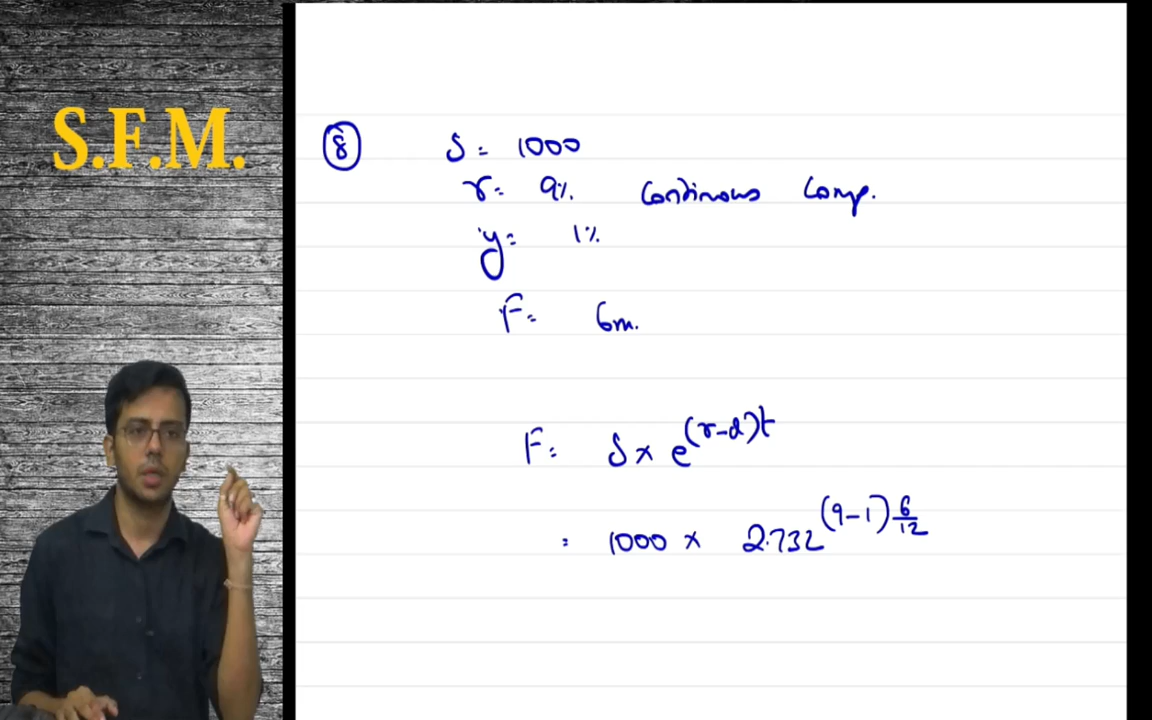 S.F.M.
⑧ S = 1000
r = 9% Continous Comp.
y = 1%
F = 6m.
F = S x e^(r-d)t
= 1000 x 2.732^(9-1) 6/12